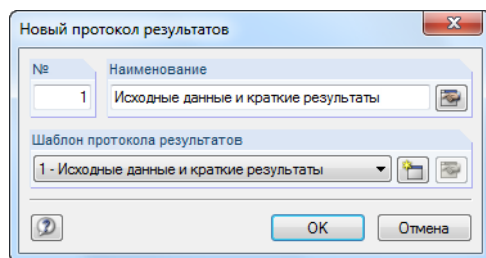 Новый протокол результатов
№ Наименование
1 Исходные данные и краткие результаты
Шаблон протокола результатов
1 - Исходные данные и краткие результаты
OK Отмена